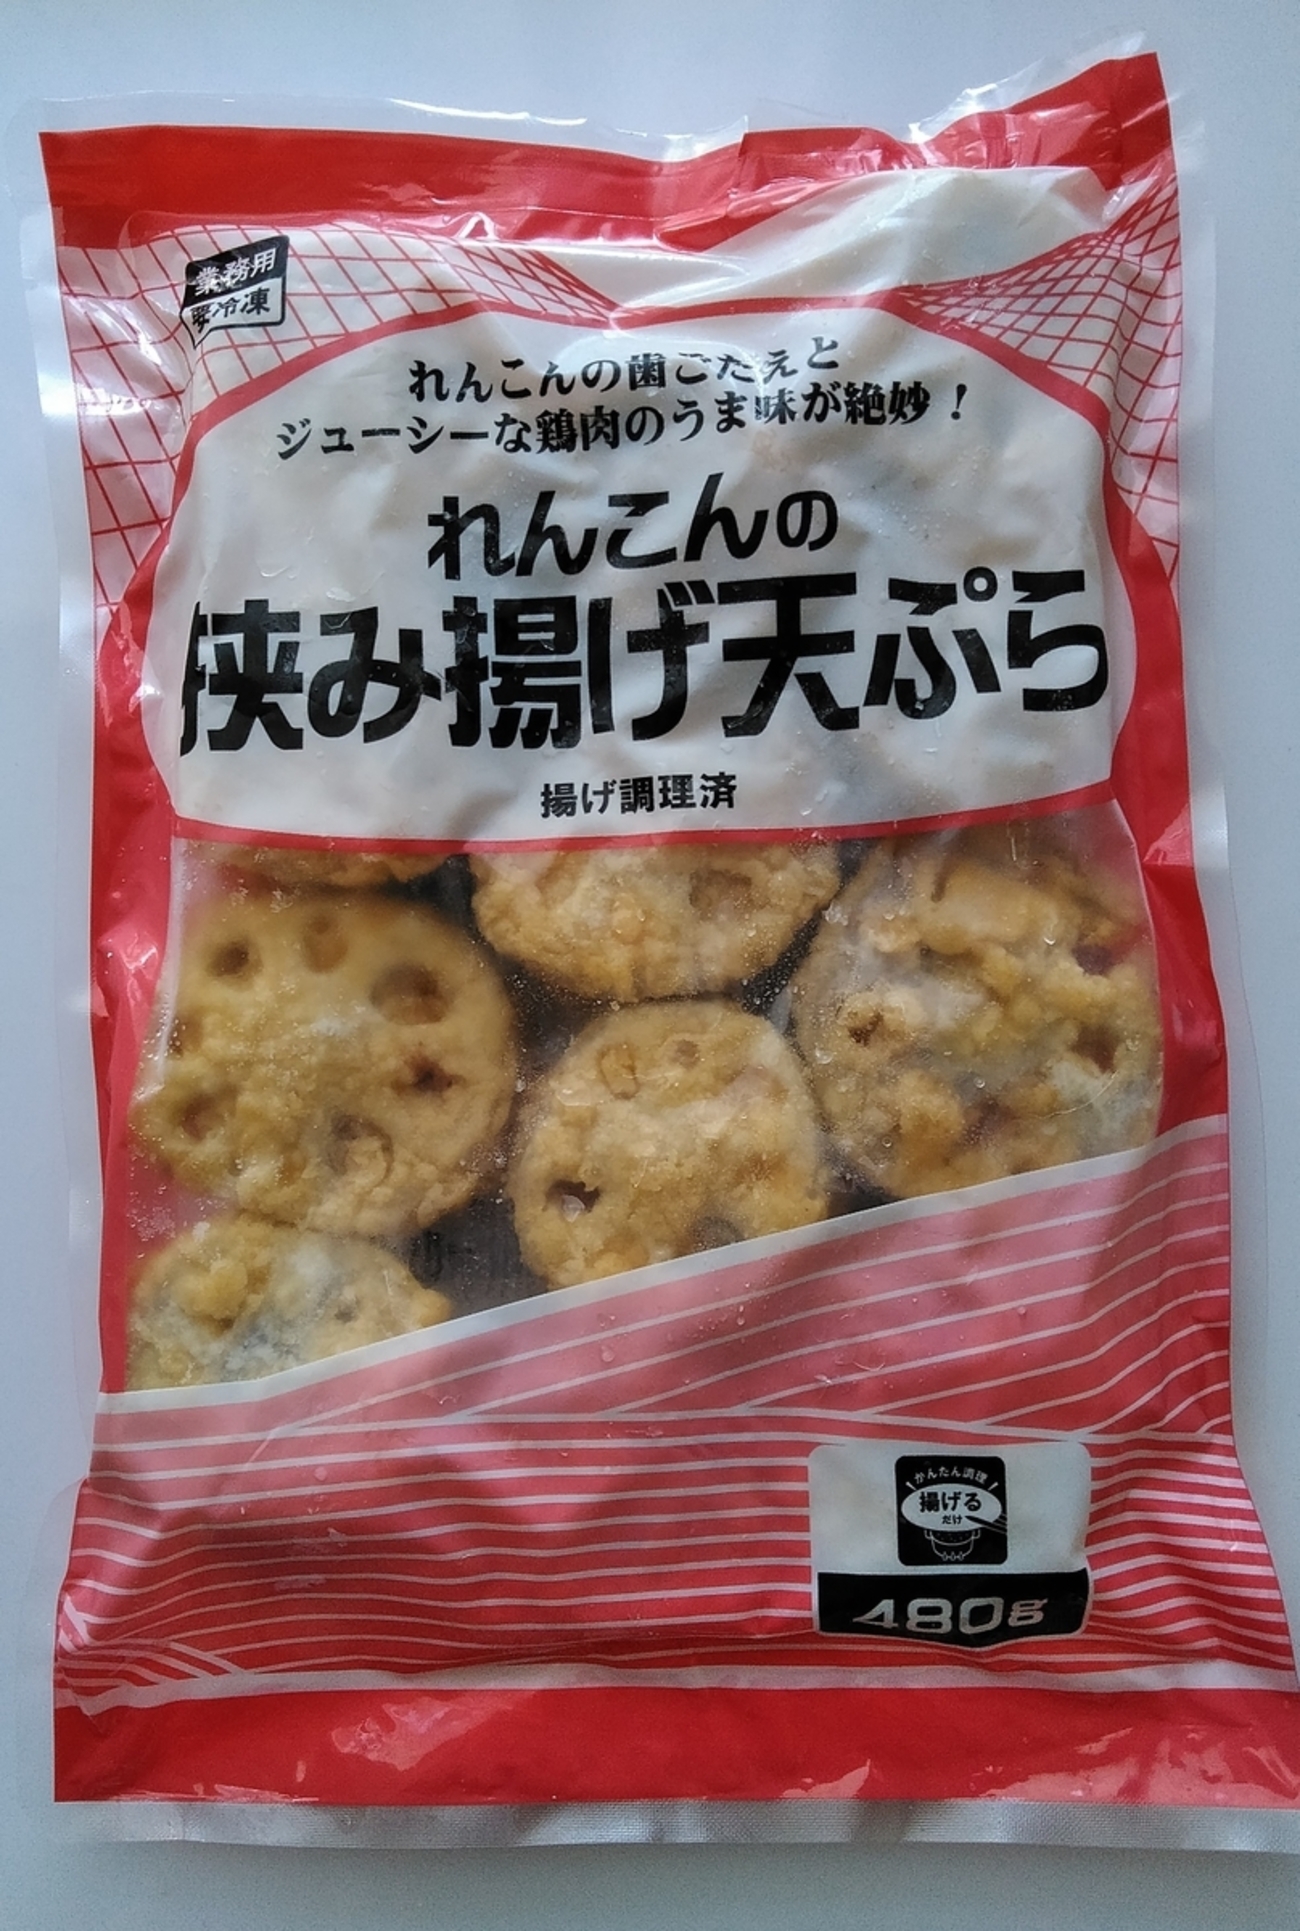 業務用
要冷凍
れんこんの歯ごたえと
ジューシーな鶏肉のうま味が絶妙！
れんこんの
挟み揚げ天ぷら
揚げ調理済
かんたん調理
揚げる
だけ
480g